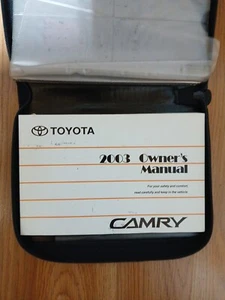 TOYOTA
2003 Owner's
Manual
For your safety and comfort,
read carefully and keep in the vehicle.
CAMRY